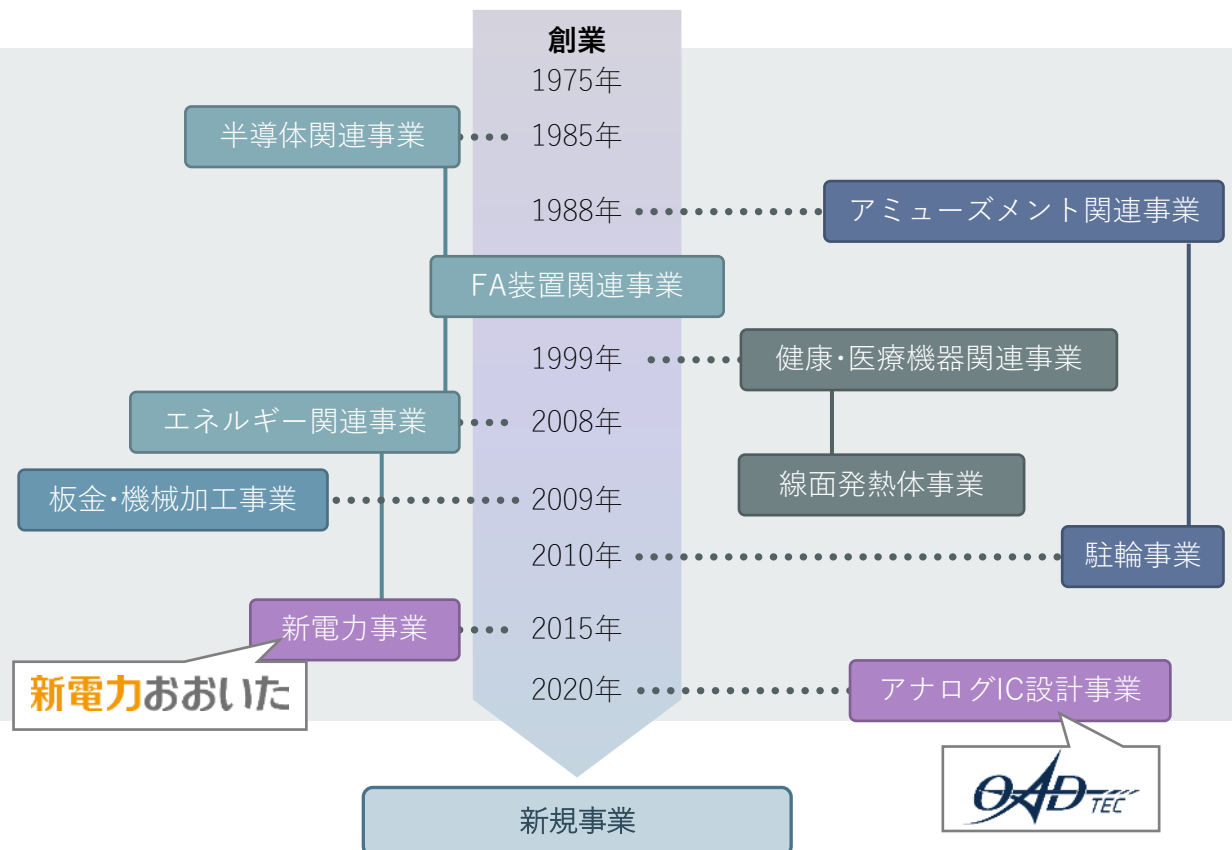 創業
1975年
半導体関連事業
1985年
1988年
アミューズメント関連事業
FA装置関連事業
1999年
健康・医療機器関連事業
エネルギー関連事業
2008年
線面発熱体事業
板金・機械加工事業
2009年
2010年
駐輪事業
新電力事業
2015年
新電力おおいた
2020年
アナログIC設計事業
OAD TEC
新規事業